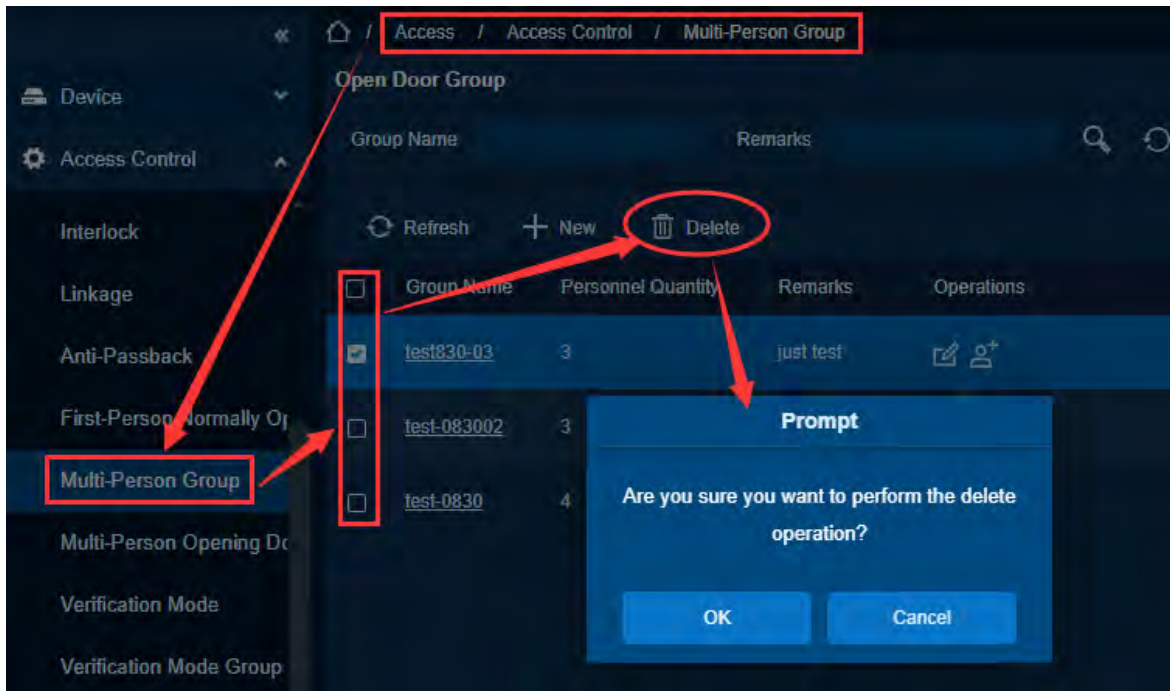 «
/ Access / Access Control / Multi-Person Group
Device
Access Control
Interlock
Linkage
Anti-Passback
First-Person Normally Op
Multi-Person Group
Multi-Person Opening Do
Verification Mode
Verification Mode Group
Open Door Group
Group Name Remarks
Refresh New Delete
Group Name Personnel Quantity Remarks Operations
test830-03 3 just test
test-083002 3
test-0830 4
Prompt
Are you sure you want to perform the delete
operation?
OK Cancel